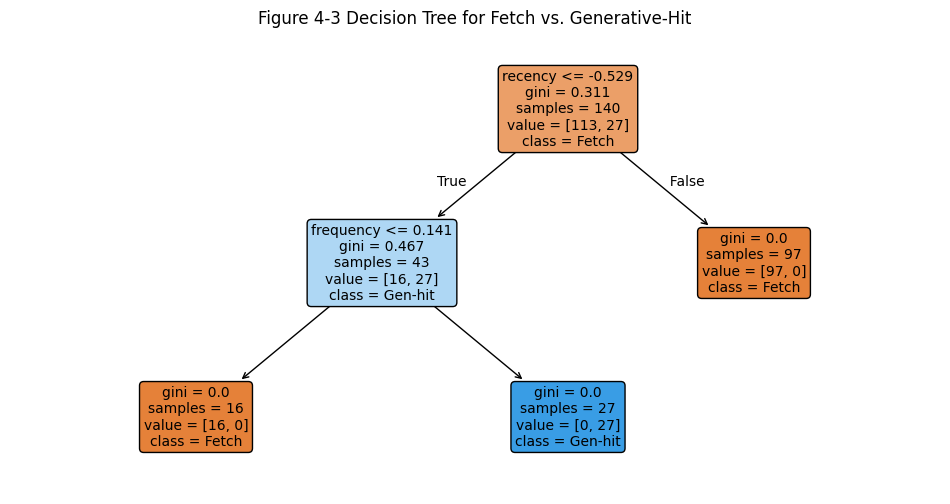 Figure 4-3 Decision Tree for Fetch vs. Generative-Hit
recency <= -0.529
gini = 0.311
samples = 140
value = [113, 27]
class = Fetch
True
False
frequency <= 0.141
gini = 0.467
samples = 43
value = [16, 27]
class = Gen-hit
gini = 0.0
samples = 97
value = [97, 0]
class = Fetch
gini = 0.0
samples = 16
value = [16, 0]
class = Fetch
gini = 0.0
samples = 27
value = [0, 27]
class = Gen-hit